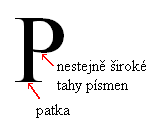 P
nestejně široké
tahy písmen
patka